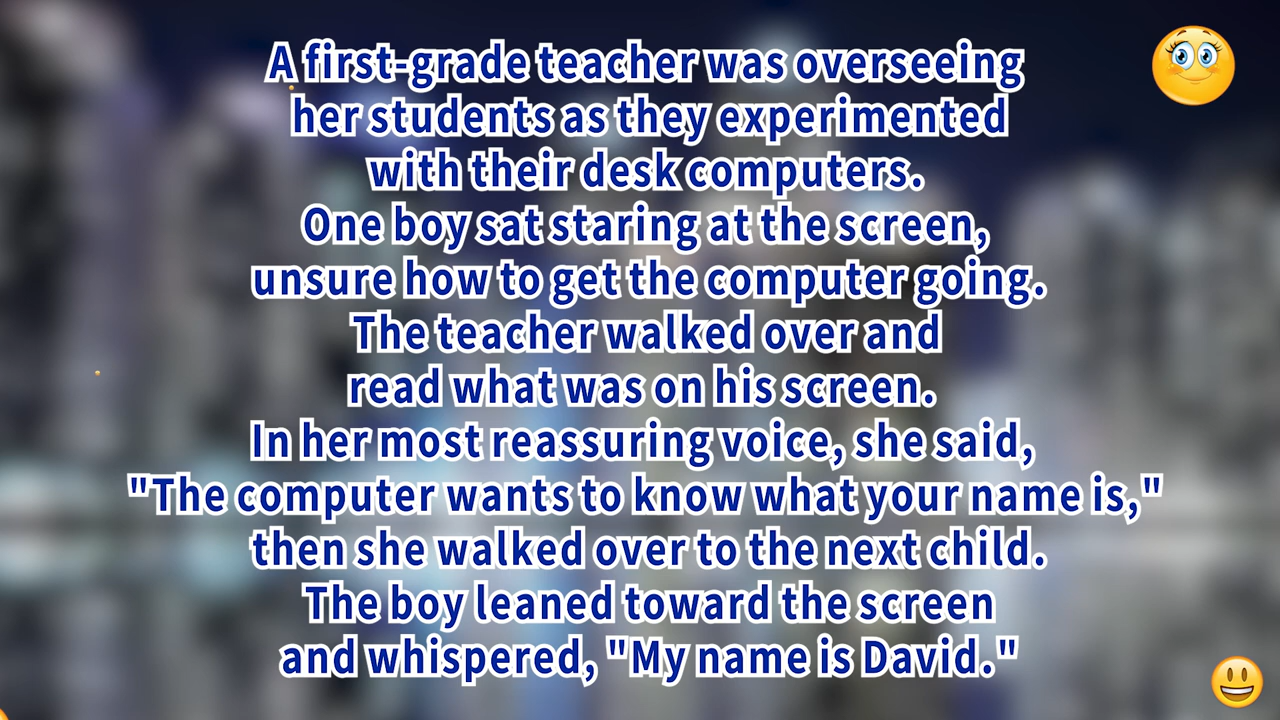 A first-grade teacher was overseeing
her students as they experimented
with their desk computers.
One boy sat staring at the screen,
unsure how to get the computer going.
The teacher walked over and
read what was on his screen.
In her most reassuring voice, she said,
"The computer wants to know what your name is,"
then she walked over to the next child.
The boy leaned toward the screen
and whispered, "My name is David."